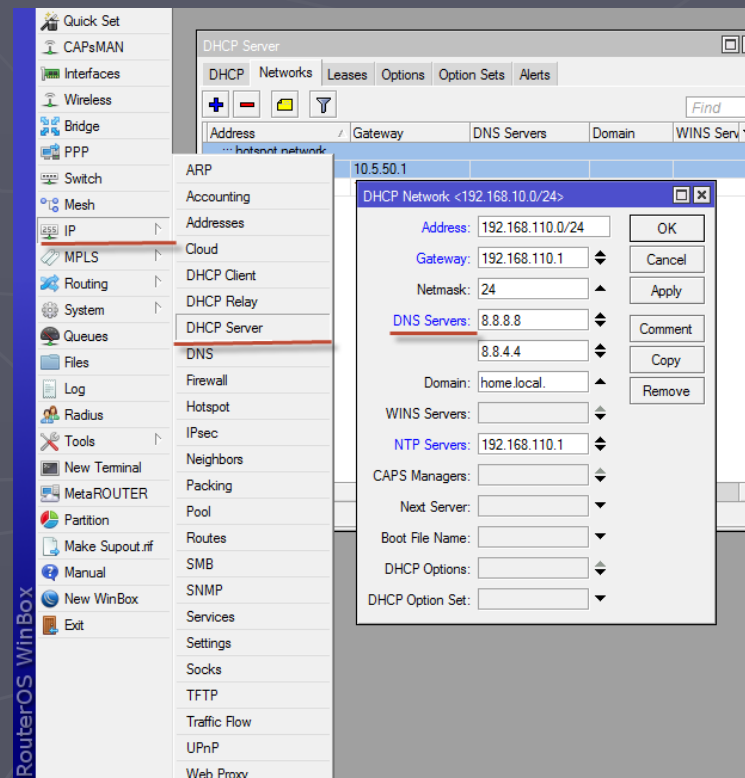 Quick Set
CAPsMAN
Interfaces
Wireless
Bridge
PPP
Switch
Mesh
IP
MPLS
Routing
System
Queues
Files
Log
Radius
Tools
New Terminal
MetaROUTER
Partition
Make Supout.rif
Manual
New WinBox
Exit
RouterOS WinBox
ARP
Accounting
Addresses
Cloud
DHCP Client
DHCP Relay
DHCP Server
DNS
Firewall
Hotspot
IPsec
Neighbors
Packing
Pool
Routes
SMB
SNMP
Services
Settings
Socks
TFTP
Traffic Flow
UPnP
Web Proxy
DHCP Server
DHCP Networks Leases Options Option Sets Alerts
Find
Address Gateway DNS Servers Domain WINS Serv
::: hotspot network
10.5.50.1
DHCP Network <192.168.10.0/24>
Address: 192.168.110.0/24 OK
Gateway: 192.168.110.1 Cancel
Netmask: 24 Apply
DNS Servers: 8.8.8.8 Comment
8.8.4.4 Copy
Domain: home.local. Remove
WINS Servers:
NTP Servers: 192.168.110.1
CAPS Managers:
Next Server:
Boot File Name:
DHCP Options:
DHCP Option Set: